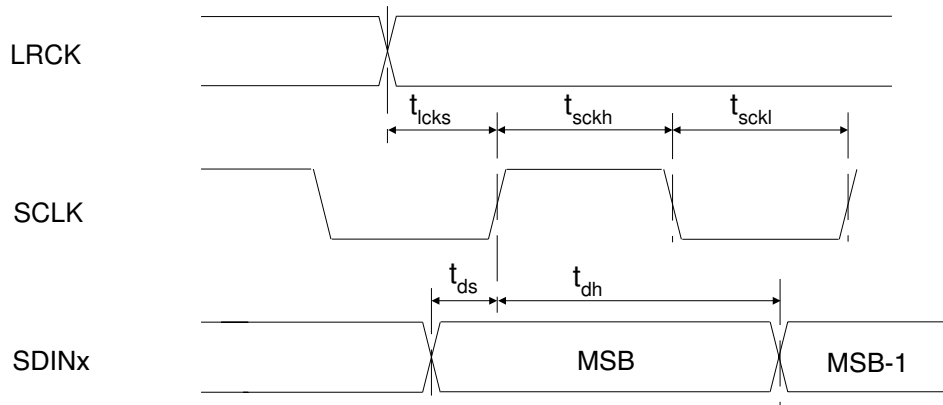 LRCK
t_lcks t_sckh t_sckl
SCLK
t_ds t_dh
SDINx MSB MSB-1